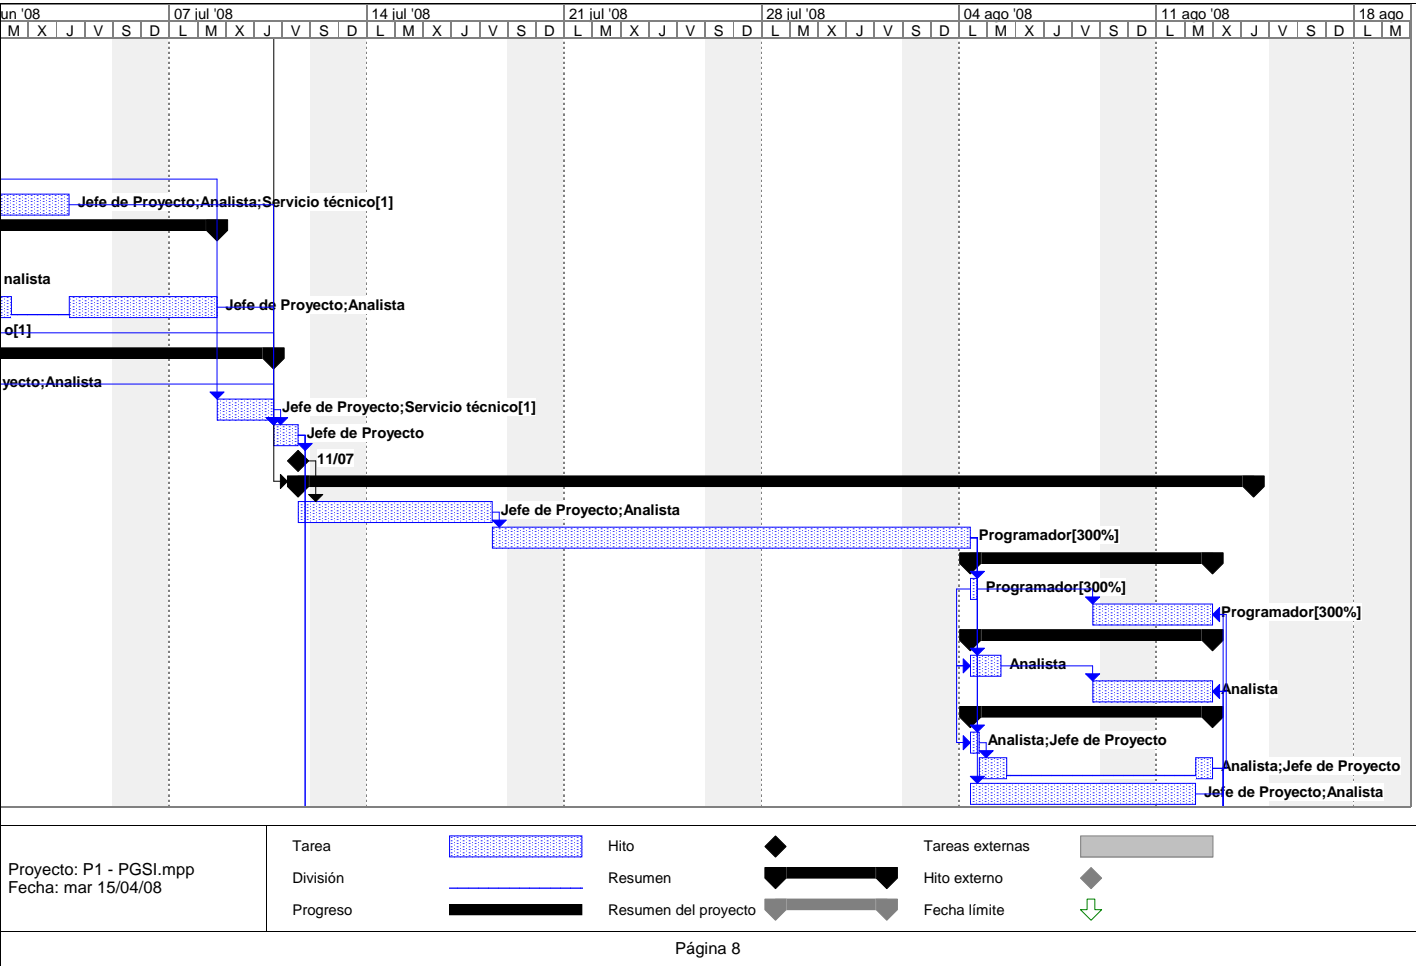 un '08 07 jul '08 14 jul '08 21 jul '08 28 jul '08 04 ago '08 11 ago '08 18 ago
M X J V S D L M X J V S D L M X J V S D L M X J V S D L M X J V S D L M X J V S D L M X J V S D L M
Jefe de Proyecto;Analista;Servicio técnico[1]
nalista
Jefe de Proyecto;Analista
o[1]
yecto;Analista
Jefe de Proyecto;Servicio técnico[1]
Jefe de Proyecto
11/07
Jefe de Proyecto;Analista
Programador[300%]
Programador[300%]
Programador[300%]
Analista
Analista
Analista;Jefe de Proyecto
Analista;Jefe de Proyecto
Jefe de Proyecto;Analista
Proyecto: P1 - PGSI.mpp
Fecha: mar 15/04/08
Tarea Hito Tareas externas
División Resumen Hito externo
Progreso Resumen del proyecto Fecha límite
Página 8